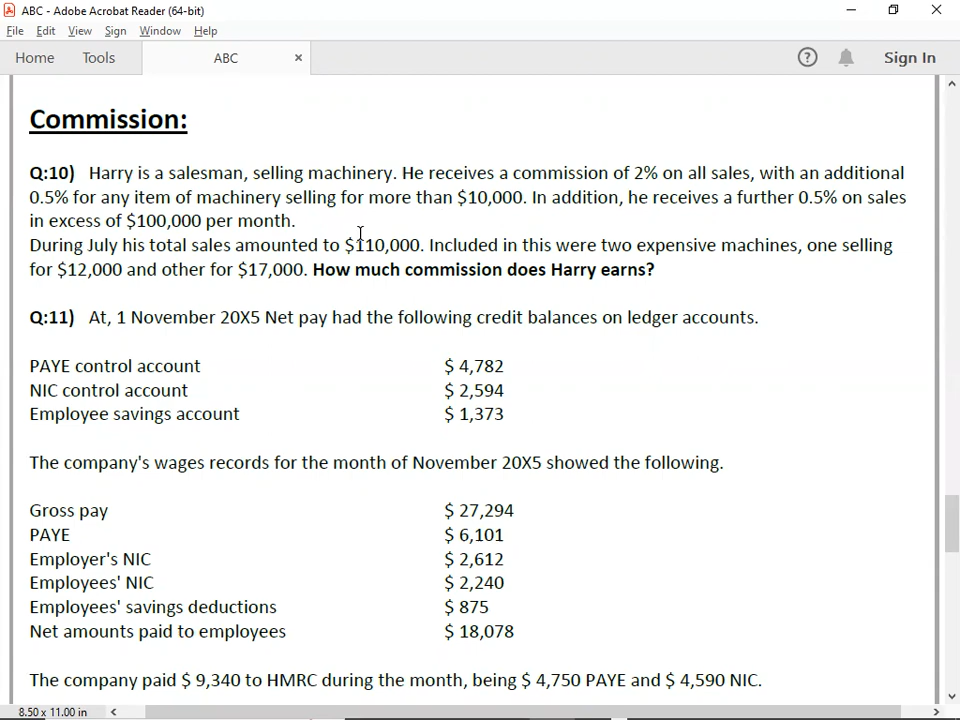 ABC - Adobe Acrobat Reader (64-bit)
File Edit View Sign Window Help
Home Tools ABC × ? Sign In
Commission:
Q:10) Harry is a salesman, selling machinery. He receives a commission of 2% on all sales, with an additional
0.5% for any item of machinery selling for more than $10,000. In addition, he receives a further 0.5% on sales
in excess of $100,000 per month.
During July his total sales amounted to $110,000. Included in this were two expensive machines, one selling
for $12,000 and other for $17,000. How much commission does Harry earns?
Q:11) At, 1 November 20X5 Net pay had the following credit balances on ledger accounts.
PAYE control account $ 4,782
NIC control account $ 2,594
Employee savings account $ 1,373
The company's wages records for the month of November 20X5 showed the following.
Gross pay $ 27,294
PAYE $ 6,101
Employer's NIC $ 2,612
Employees' NIC $ 2,240
Employees' savings deductions $ 875
Net amounts paid to employees $ 18,078
The company paid $ 9,340 to HMRC during the month, being $ 4,750 PAYE and $ 4,590 NIC.
8.50 x 11.00 in